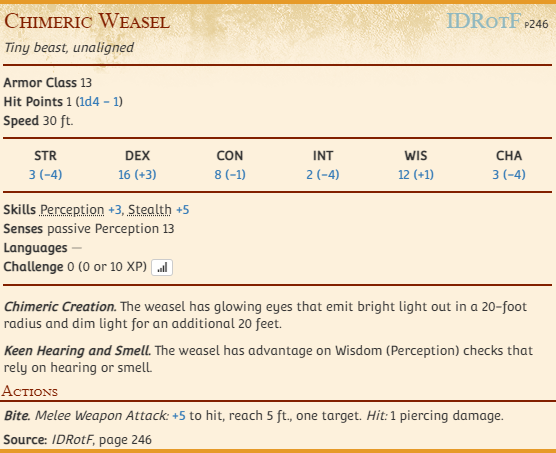 Chimeric Weasel IDRotF p246
Tiny beast, unaligned
Armor Class 13
Hit Points 1 (1d4 − 1)
Speed 30 ft.
STR DEX CON INT WIS CHA
3 (−4) 16 (+3) 8 (−1) 2 (−4) 12 (+1) 3 (−4)
Skills Perception +3, Stealth +5
Senses passive Perception 13
Languages —
Challenge 0 (0 or 10 XP)
Chimeric Creation. The weasel has glowing eyes that emit bright light out in a 20-foot
radius and dim light for an additional 20 feet.
Keen Hearing and Smell. The weasel has advantage on Wisdom (Perception) checks that
rely on hearing or smell.
Actions
Bite. Melee Weapon Attack: +5 to hit, reach 5 ft., one target. Hit: 1 piercing damage.
Source: IDRotF, page 246